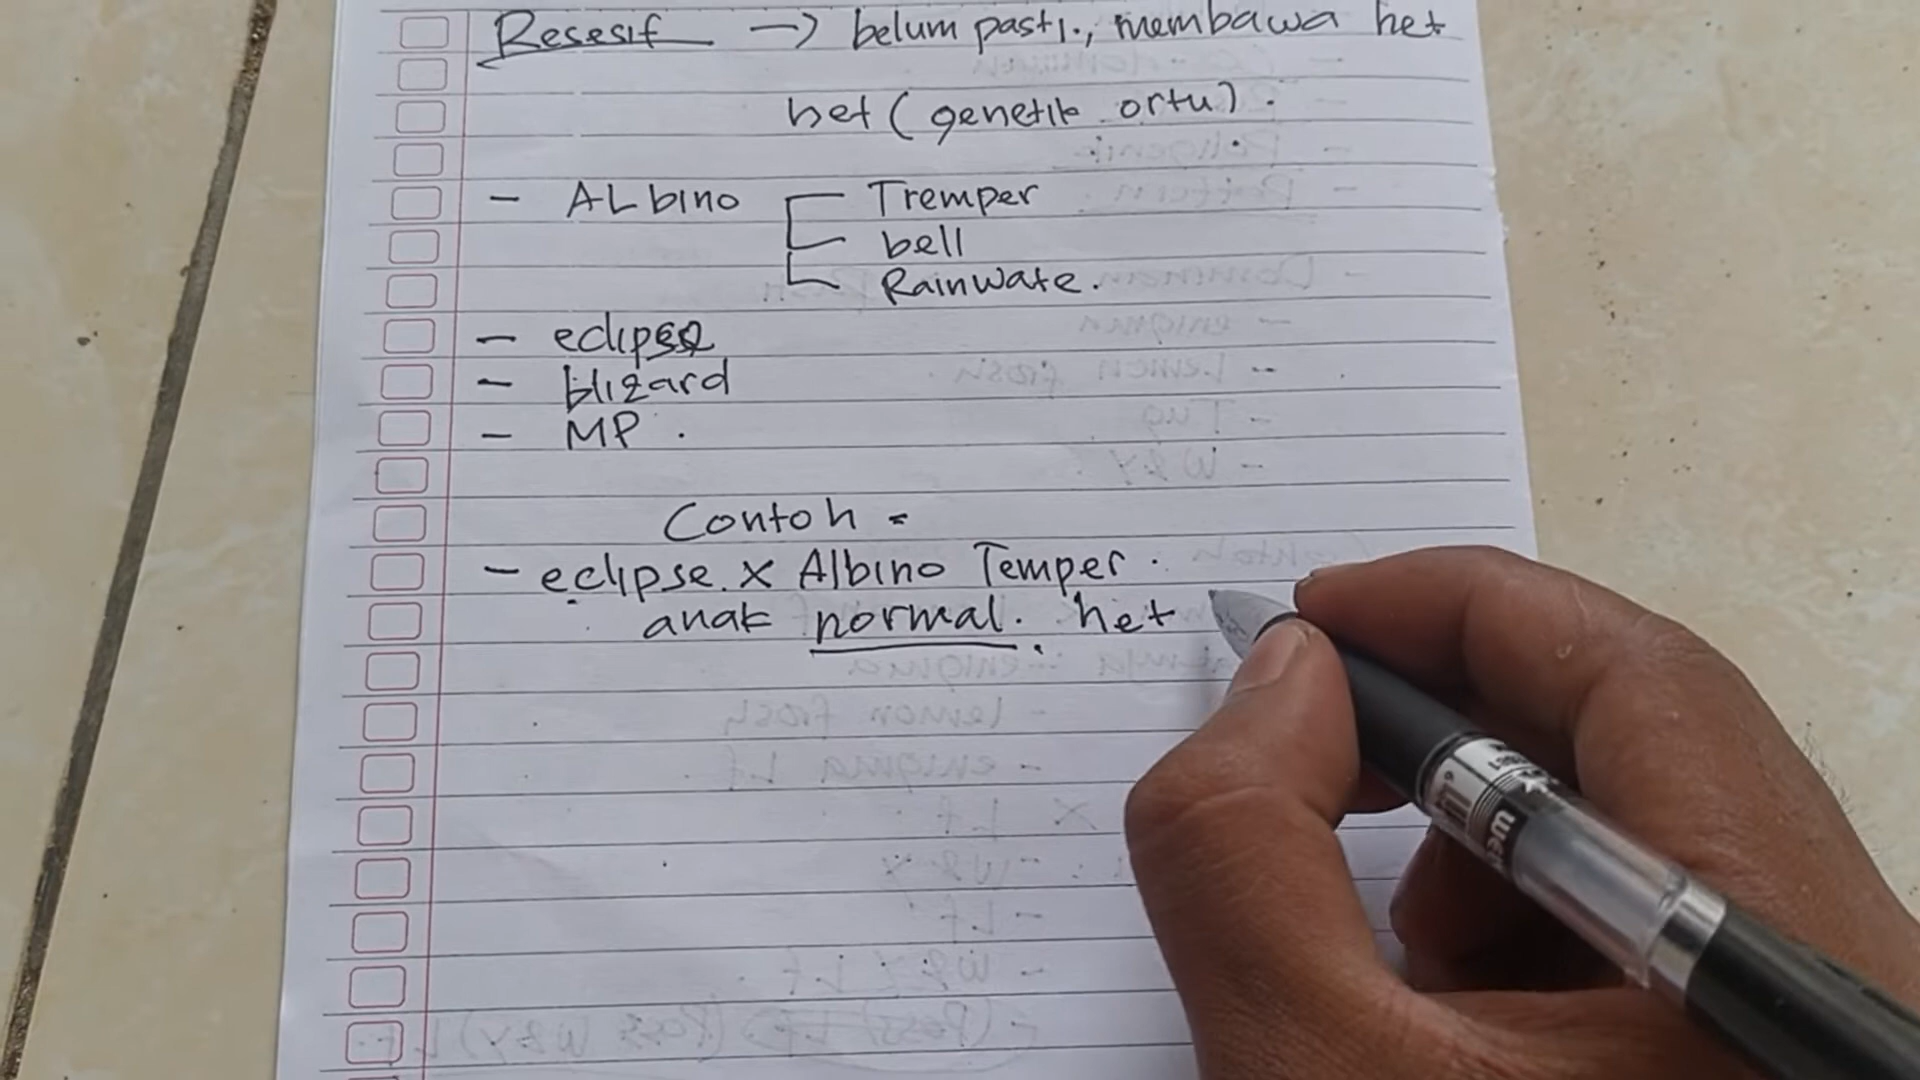 Resesif → belum pasti., membawa het
het (genetik ortu).
- ALbino Tremper
bell
Rainwate.
- eclipse
- blizard
- MP.
Contoh =
- eclipse x Albino Temper.
anak normal. het